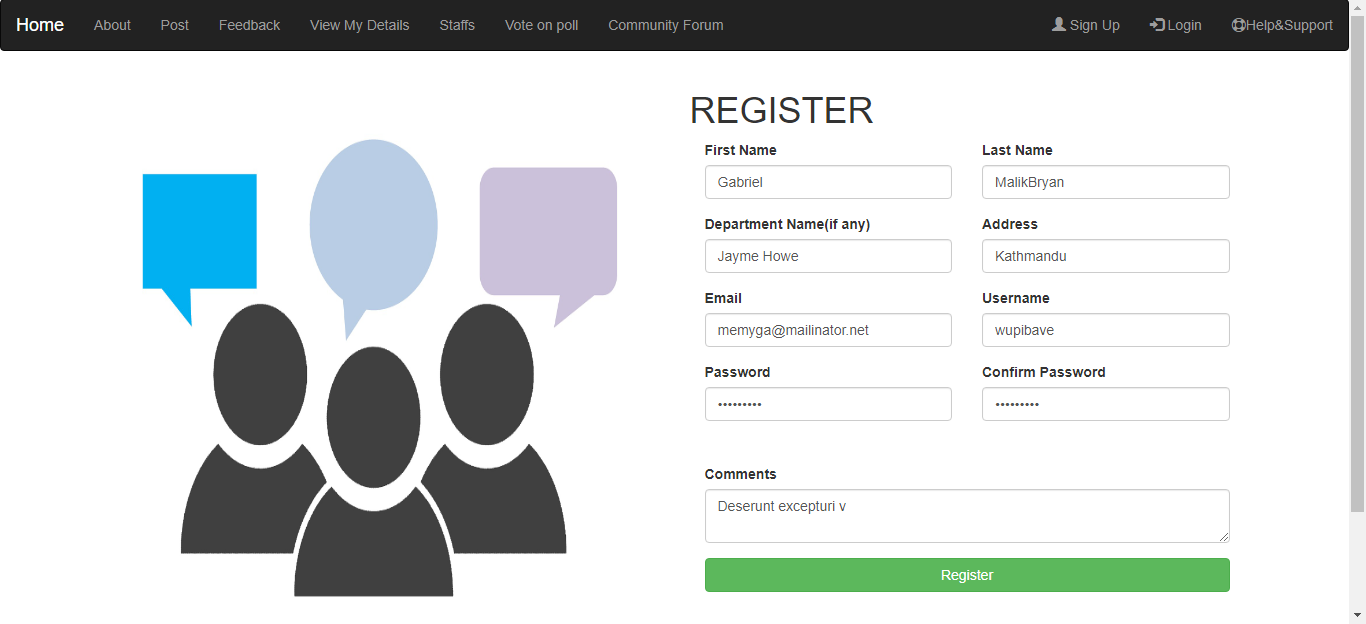 Home About Post Feedback View My Details Staffs Vote on poll Community Forum Sign Up Login Help&Support
REGISTER
First Name Last Name
Gabriel MalikBryan
Department Name(if any) Address
Jayme Howe Kathmandu
Email Username
memyga@mailinator.net wupibave
Password Confirm Password
••••••••• •••••••••
Comments
Deserunt excepturi v
Register